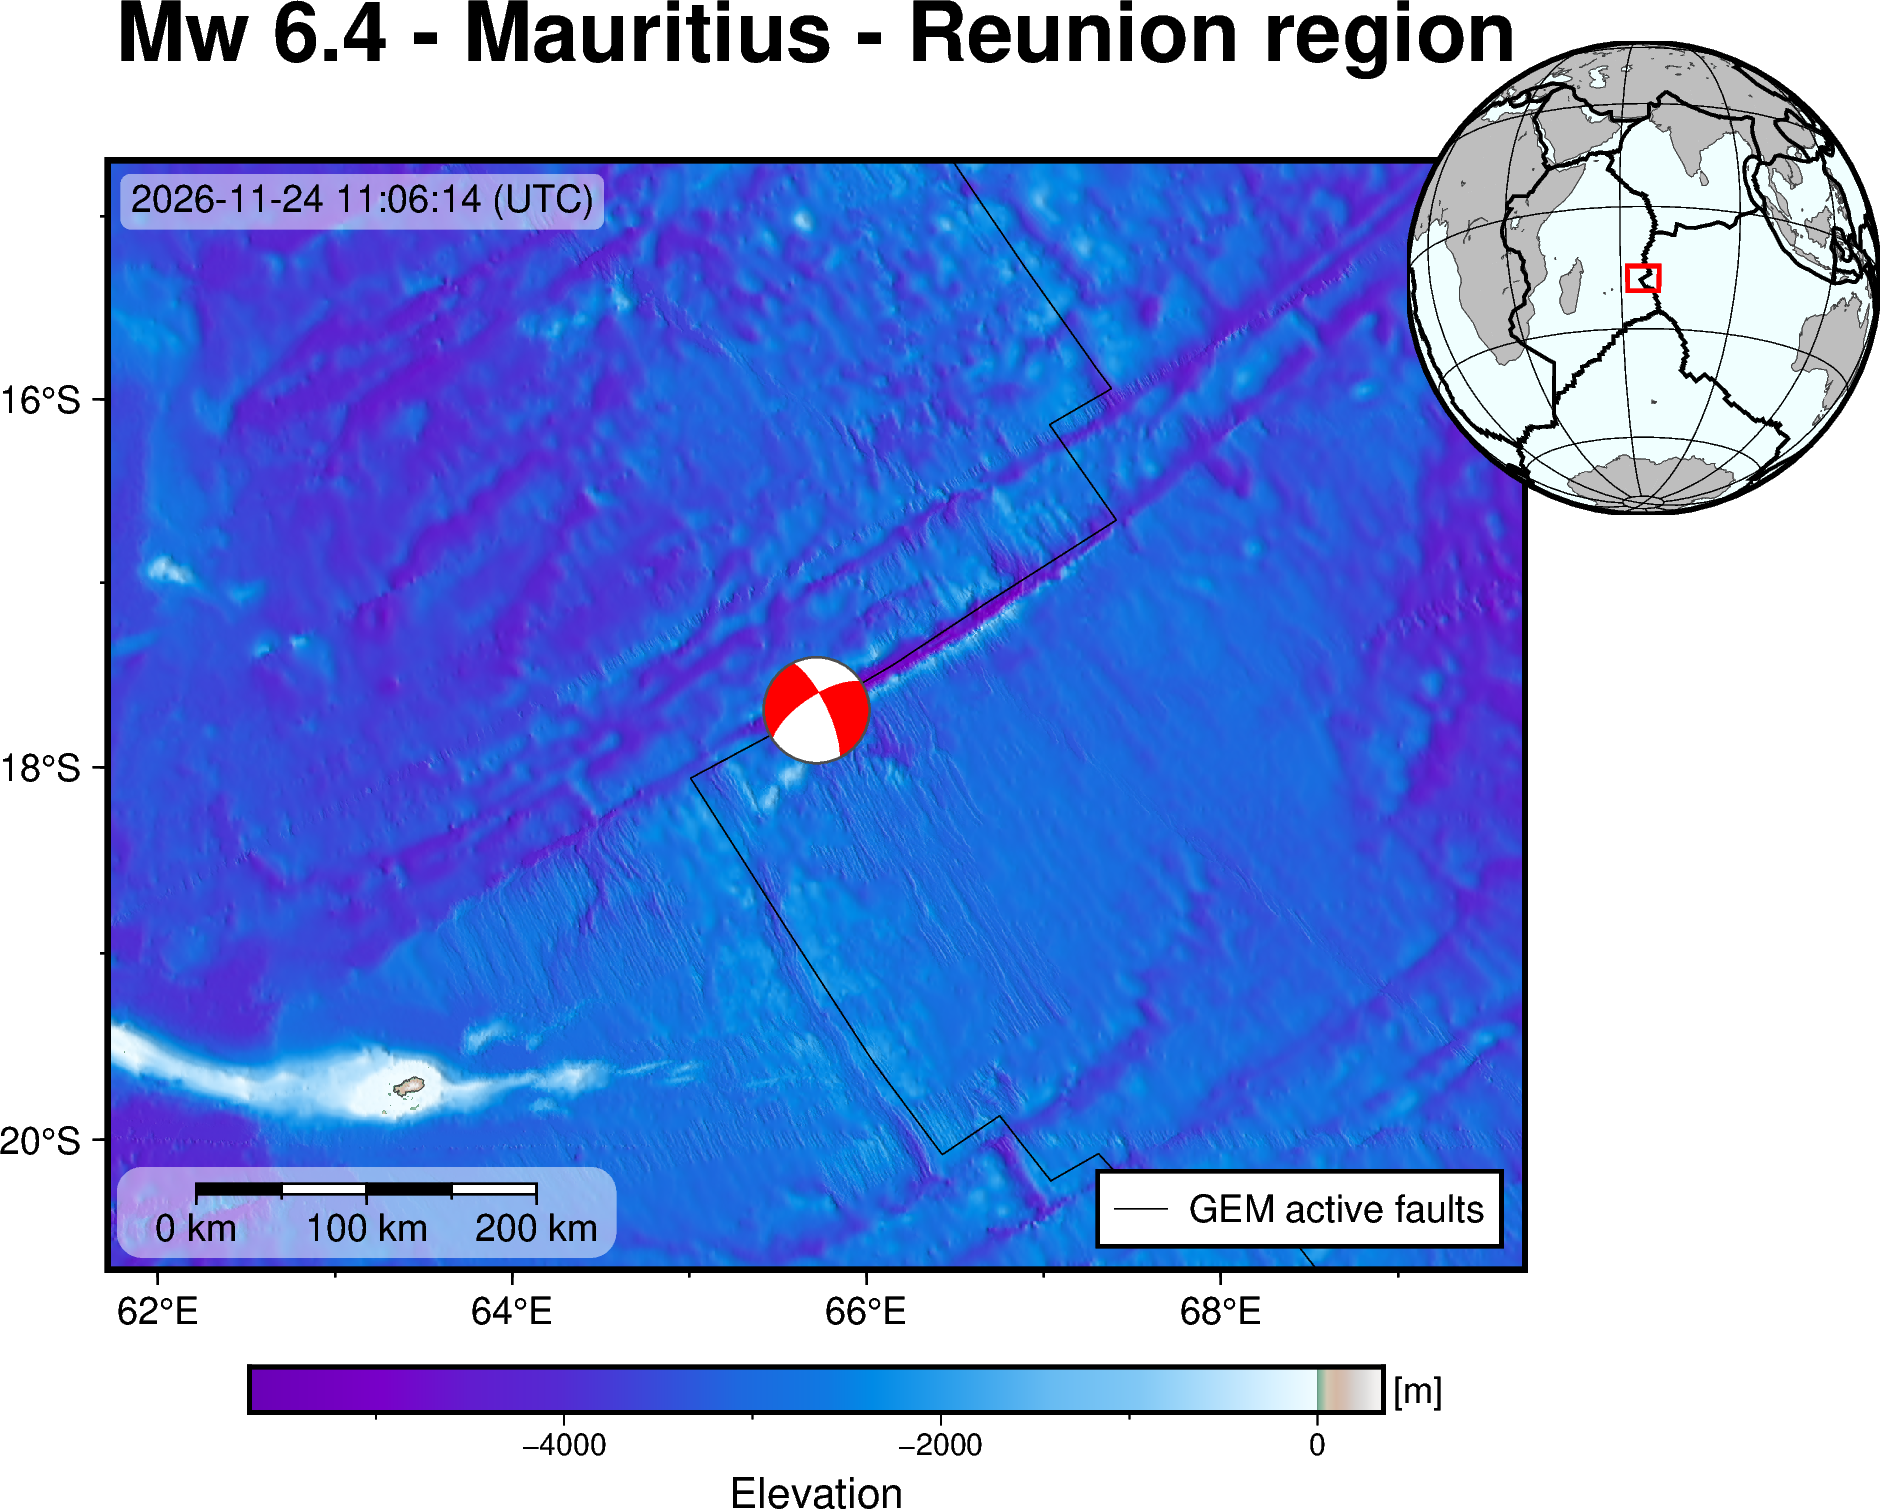 Mw 6.4 - Mauritius - Reunion region
2026-11-24 11:06:14 (UTC)
16°S
18°S
20°S
0 km 100 km 200 km
GEM active faults
62°E 64°E 66°E 68°E
[m]
−4000 −2000 0
Elevation